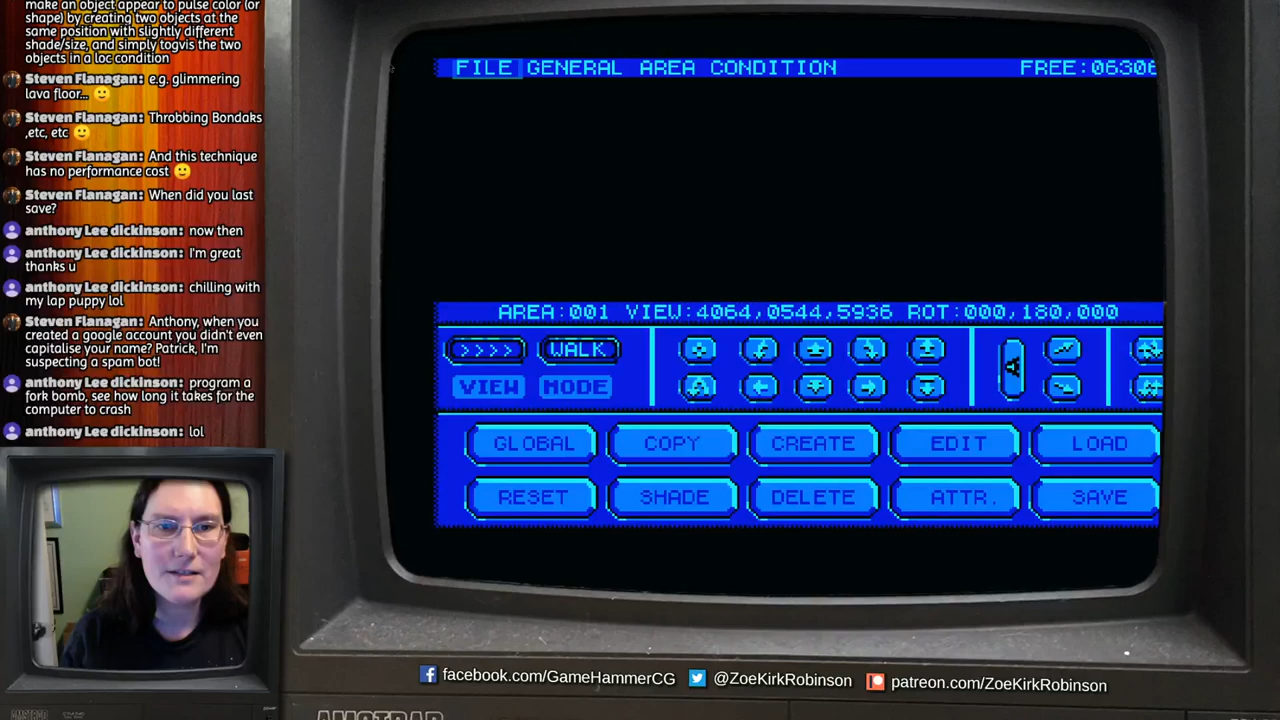 make an object appear to pulse color (or
shape) by creating two objects at the
same position with slightly different
shade/size, and simply togvis the two
objects in a loc condition
Steven Flanagan: e.g. glimmering
lava floor... 🙂
Steven Flanagan: Throbbing Bondaks
,etc, etc 🙂
Steven Flanagan: And this technique
has no performance cost 🙂
Steven Flanagan: When did you last
save?
anthony Lee dickinson: now then
anthony Lee dickinson: I'm great
thanks u
anthony Lee dickinson: chilling with
my lap puppy lol
Steven Flanagan: Anthony, when you
created a google account you didn't even
capitalise your name? Patrick, I'm
suspecting a spam bot!
anthony Lee dickinson: program a
fork bomb, see how long it takes for the
computer to crash
anthony Lee dickinson: lol
FILE GENERAL AREA CONDITION FREE:06306
AREA:001 VIEW:4064,0544,5936 ROT:000,180,000
>>>> WALK
VIEW MODE
A
GLOBAL COPY CREATE EDIT LOAD
RESET SHADE DELETE ATTR. SAVE
facebook.com/GameHammerCG @ZoeKirkRobinson patreon.com/ZoeKirkRobinson